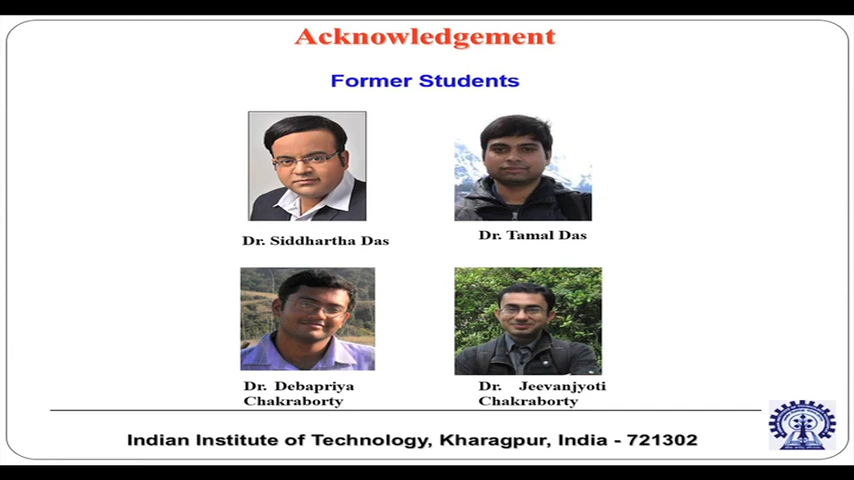 Acknowledgement
Former Students
Dr. Siddhartha Das
Dr. Tamal Das
Dr. Debapriya
Chakraborty
Dr. Jeevanjyoti
Chakraborty
Indian Institute of Technology, Kharagpur, India - 721302